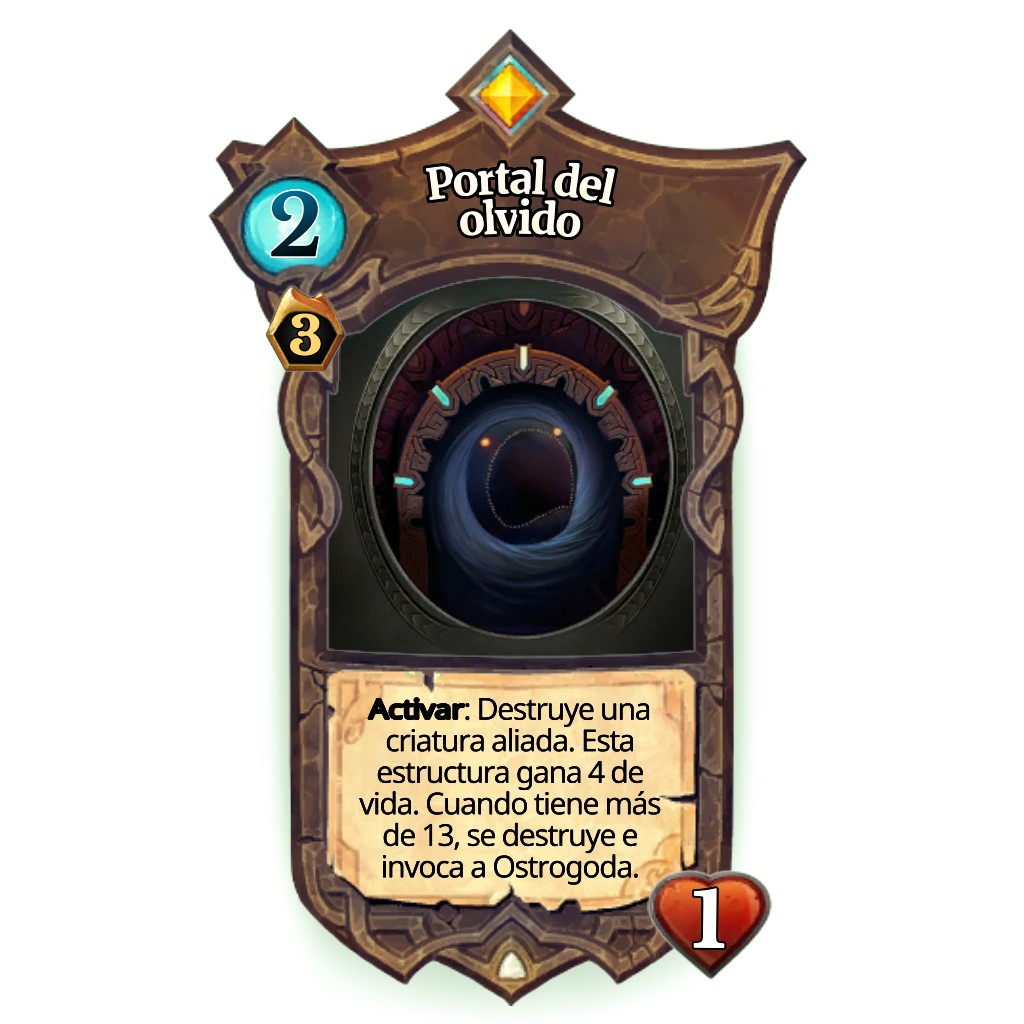 Portal del
olvido
2
3
Activar: Destruye una
criatura aliada. Esta
estructura gana 4 de
vida. Cuando tiene más
de 13, se destruye e
invoca a Ostrogoda.
1